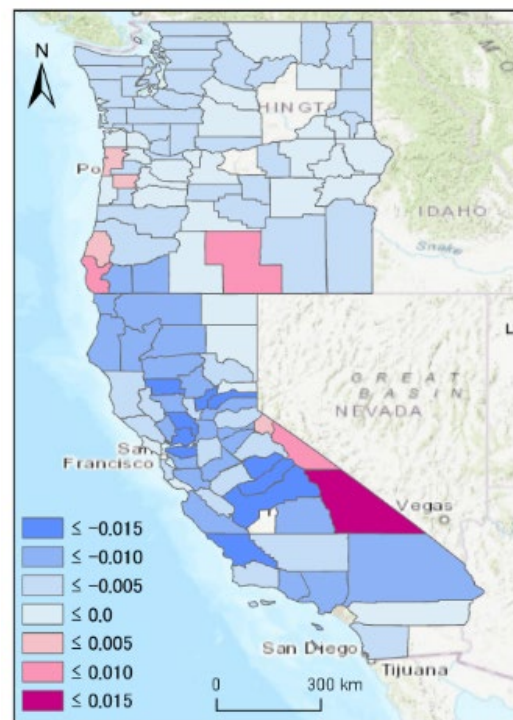 N
HINGT
Po
IDAHO
Snake
GREAT
BASIN
NEVADA
San
Francisco
Vegas
≤ -0.015
≤ -0.010
≤ -0.005
≤ 0.0
≤ 0.005
≤ 0.010
≤ 0.015
San Diego
Tijuana
0 300 km